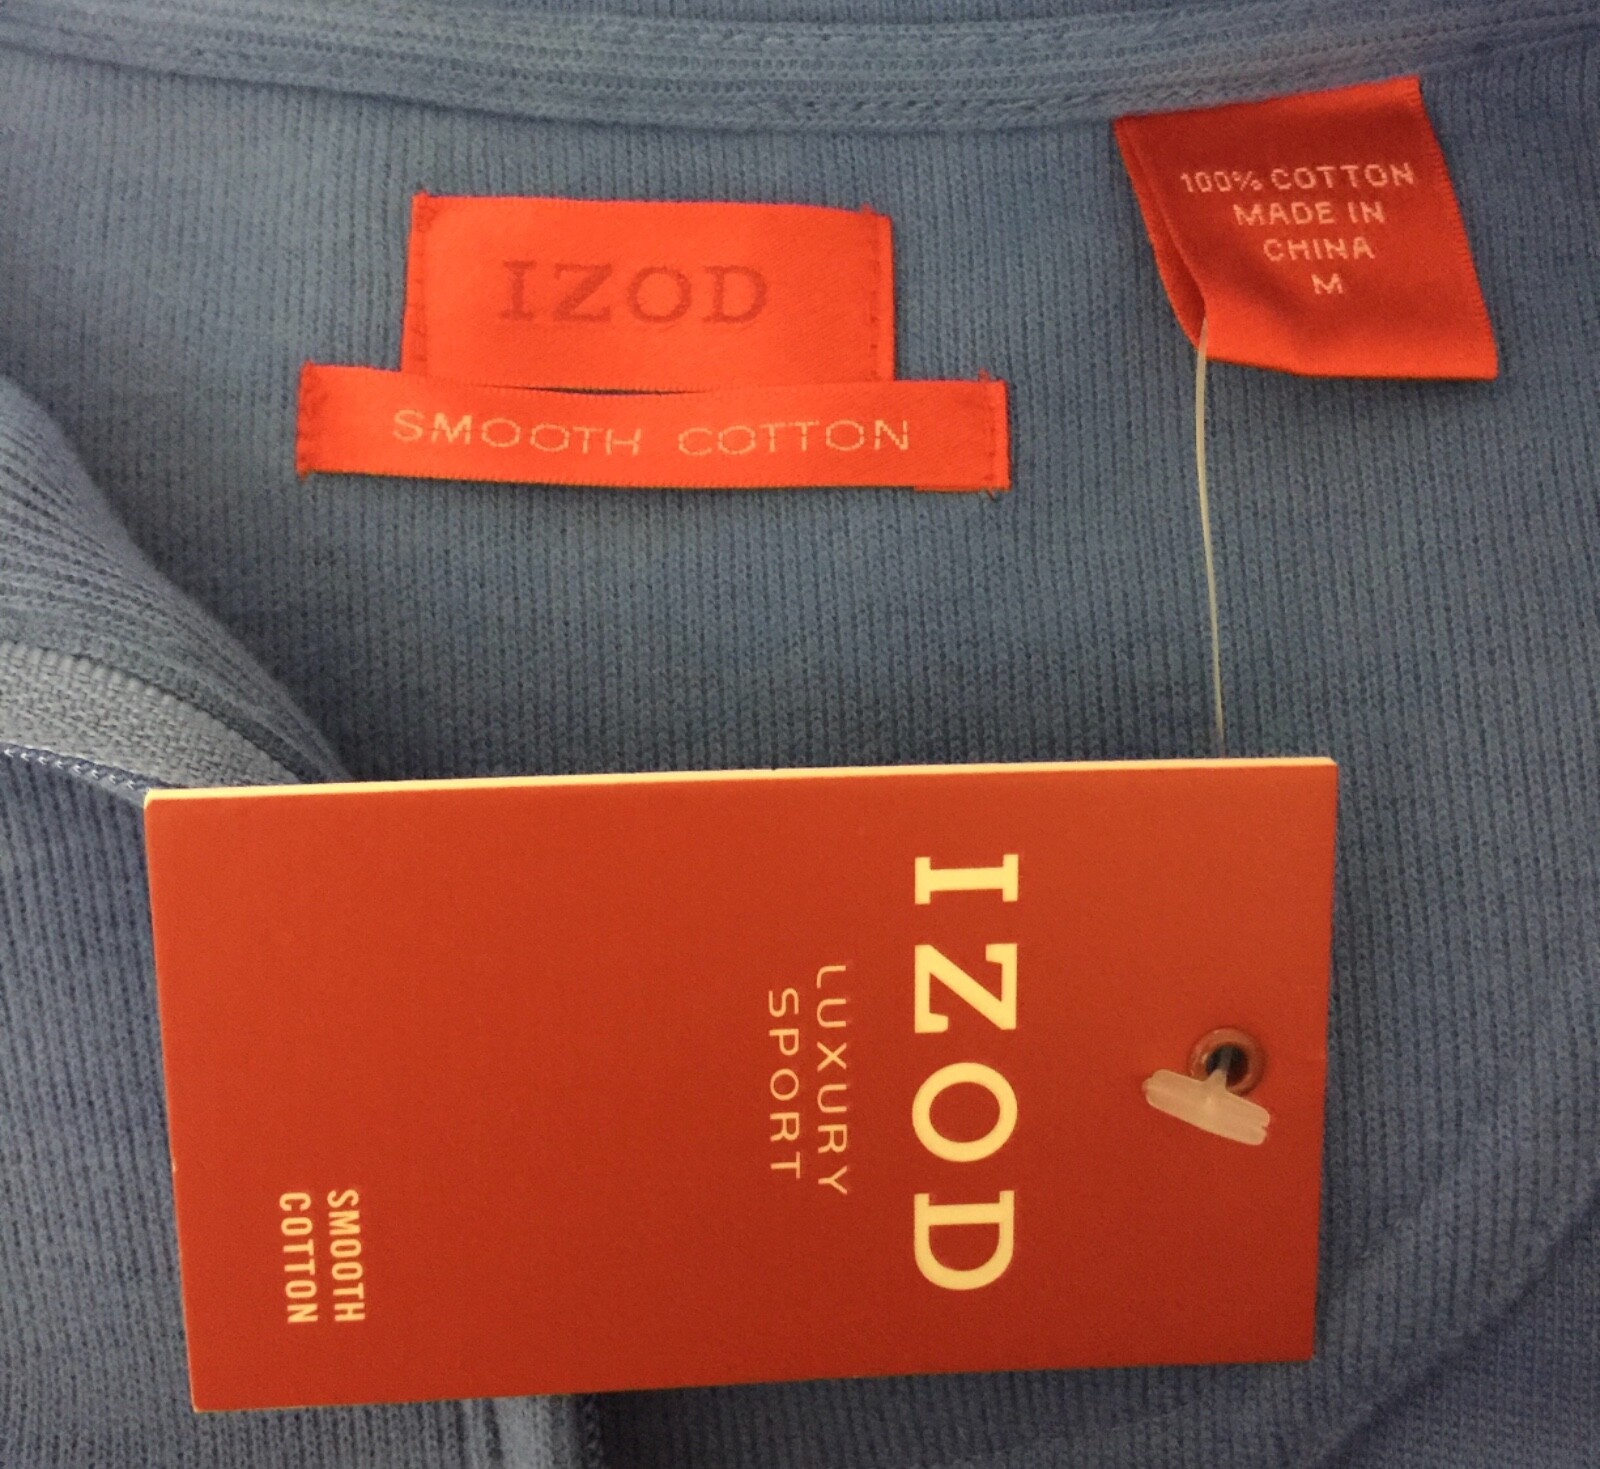 IZOD
SMOOTH COTTON
100% COTTON
MADE IN
CHINA
M
IZOD
LUXURY
SPORT
SMOOTH
COTTON